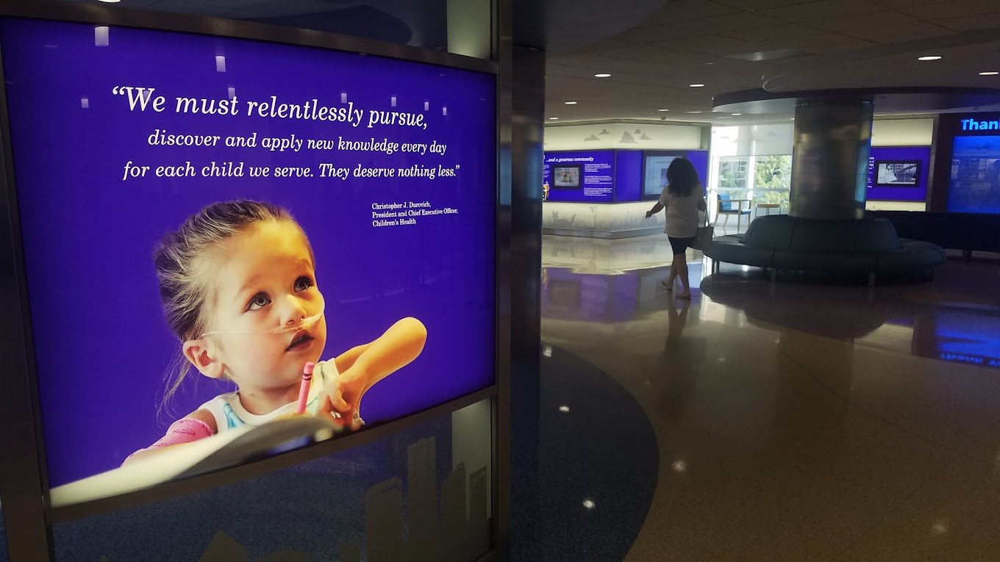 “We must relentlessly pursue,
discover and apply new knowledge every day
for each child we serve. They deserve nothing less.”
Christopher J. Durovich,
President and Chief Executive Officer,
Children's Health
...and a generous community